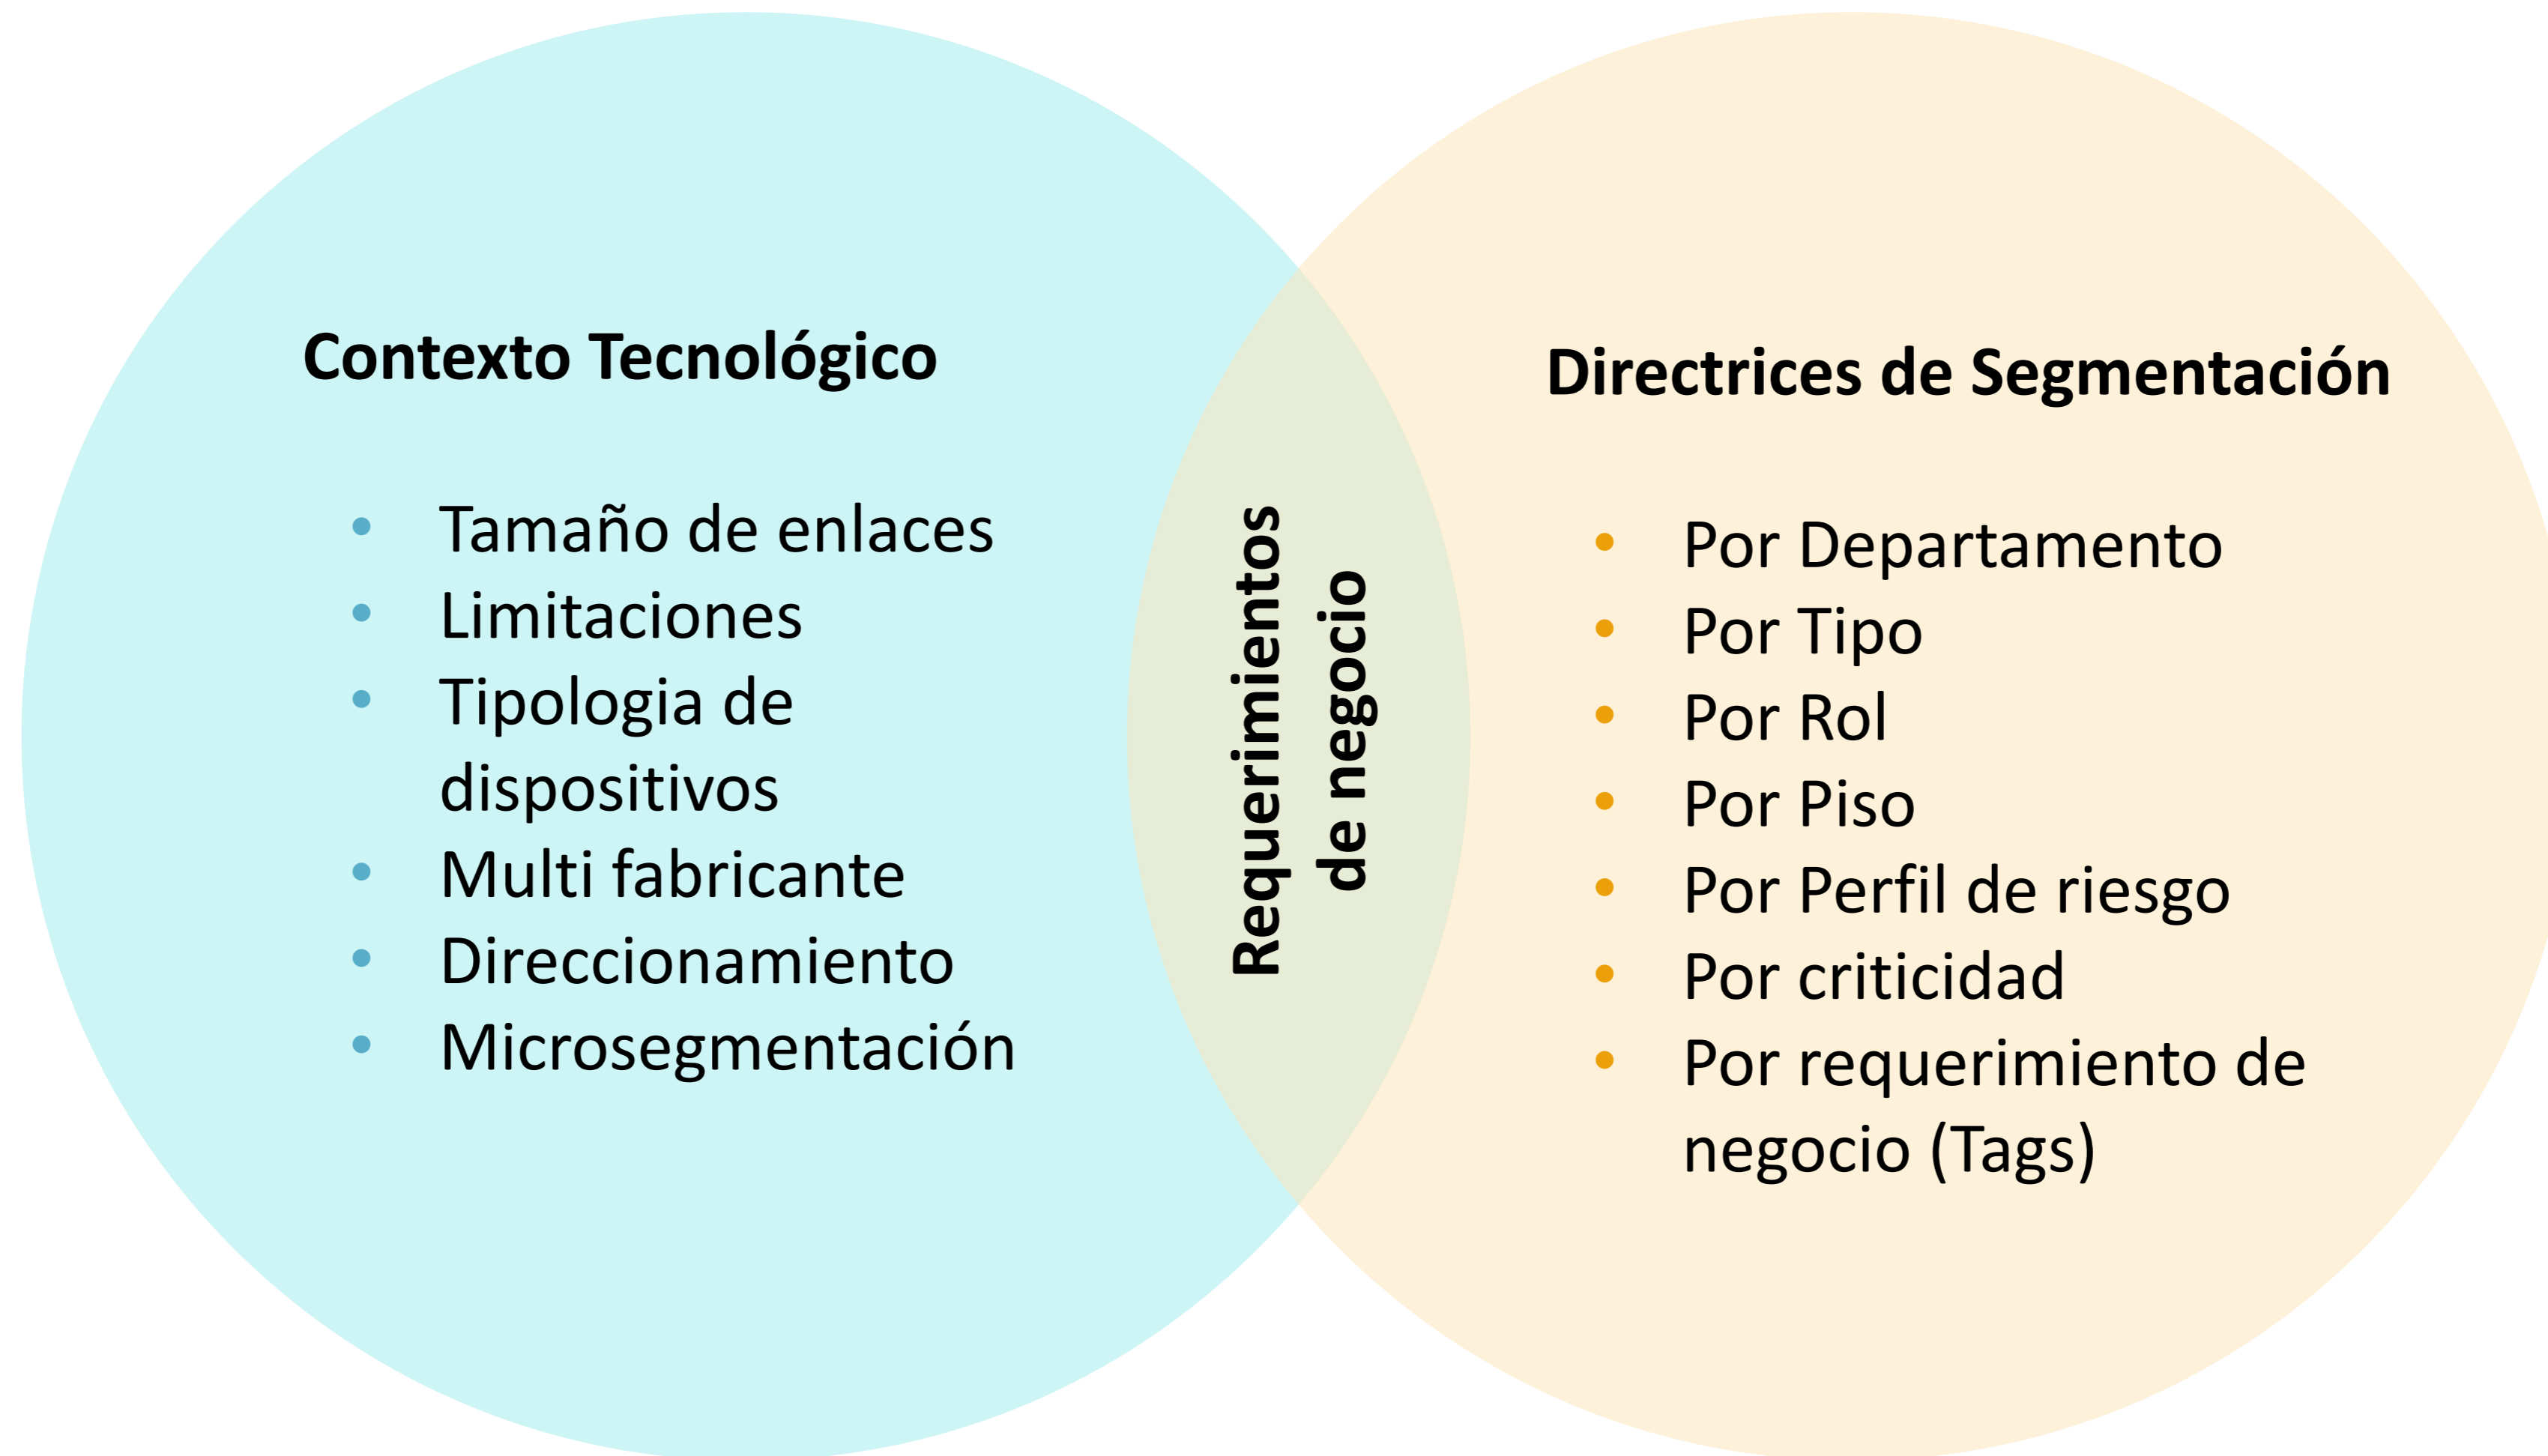 Contexto Tecnológico
• Tamaño de enlaces
• Limitaciones
• Tipologia de
dispositivos
• Multi fabricante
• Direccionamiento
• Microsegmentación
Requerimientos
de negocio
Directrices de Segmentación
• Por Departamento
• Por Tipo
• Por Rol
• Por Piso
• Por Perfil de riesgo
• Por criticidad
• Por requerimiento de
negocio (Tags)